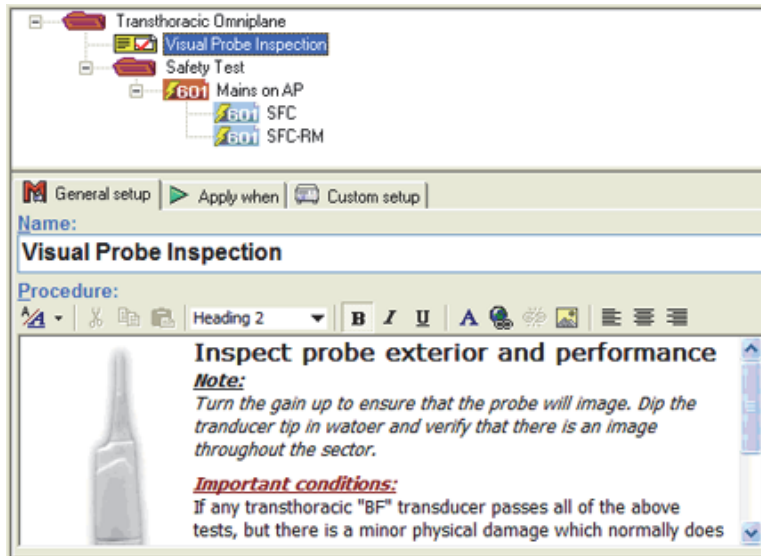 Transthoracic Omniplane
Visual Probe Inspection
Safety Test
601 Mains on AP
601 SFC
601 SFC-RM
General setup Apply when Custom setup
Name:
Visual Probe Inspection
Procedure:
A/A Heading 2 B I U A
Inspect probe exterior and performance
Note:
Turn the gain up to ensure that the probe will image. Dip the
tranducer tip in watoer and verify that there is an image
throughout the sector.
Important conditions:
If any transthoracic "BF" transducer passes all of the above
tests, but there is a minor physical damage which normally does